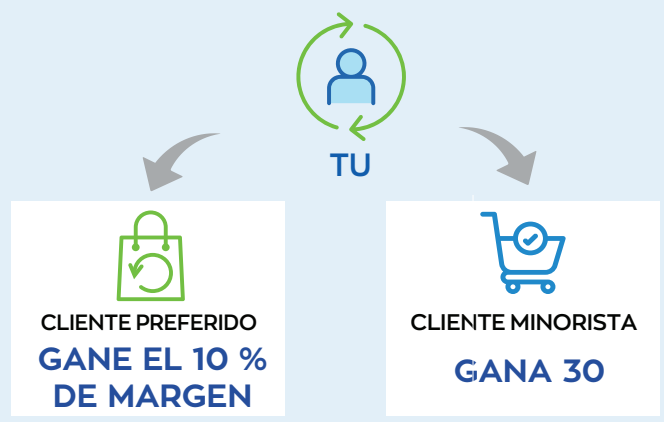 TU
CLIENTE PREFERIDO
GANE EL 10 %
DE MARGEN
CLIENTE MINORISTA
GANA 30